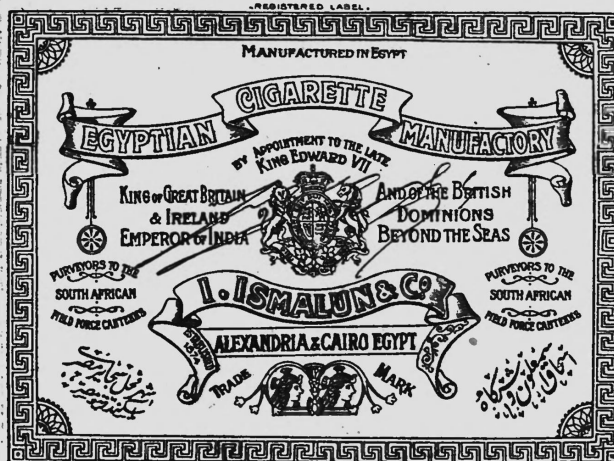 REGISTERED LABEL.
MANUFACTURED IN EGYPT
EGYPTIAN CIGARETTE MANUFACTORY
BY APPOINTMENT TO THE LATE
KING EDWARD VII
KING OF GREAT BRITAIN
& IRELAND
EMPEROR OF INDIA
AND OF THE BRITISH
DOMINIONS
BEYOND THE SEAS
PURVEYORS TO THE
SOUTH AFRICAN
FIELD FORCE CANTEENS
PURVEYORS TO THE
SOUTH AFRICAN
FIELD FORCE CANTEENS
I. ISMALUN & Co
ESTABLISHED
ALEXANDRIA & CAIRO EGYPT
TRADE MARK